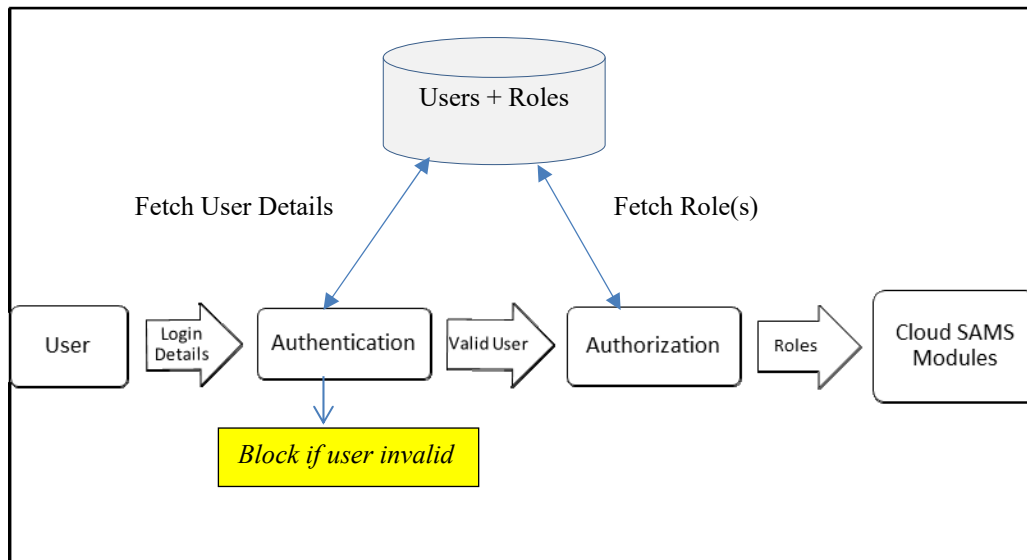 Users + Roles
Fetch User Details
Fetch Role(s)
User
Login
Details
Authentication
Valid User
Authorization
Roles
Cloud SAMS
Modules
Block if user invalid